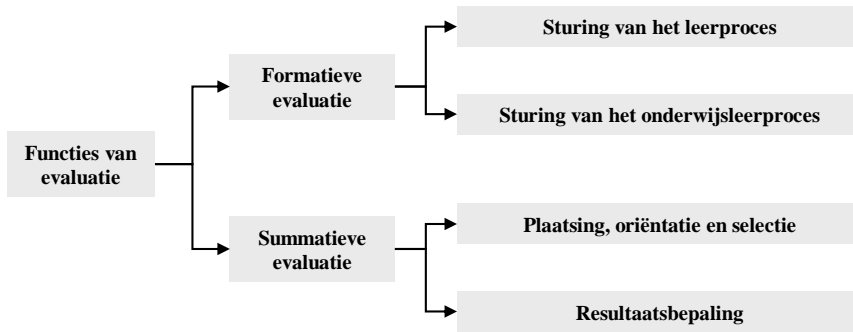 Functies van
evaluatie
Formatieve
evaluatie
Sturing van het leerproces
Sturing van het onderwijsleerproces
Summatieve
evaluatie
Plaatsing, oriëntatie en selectie
Resultaatsbepaling